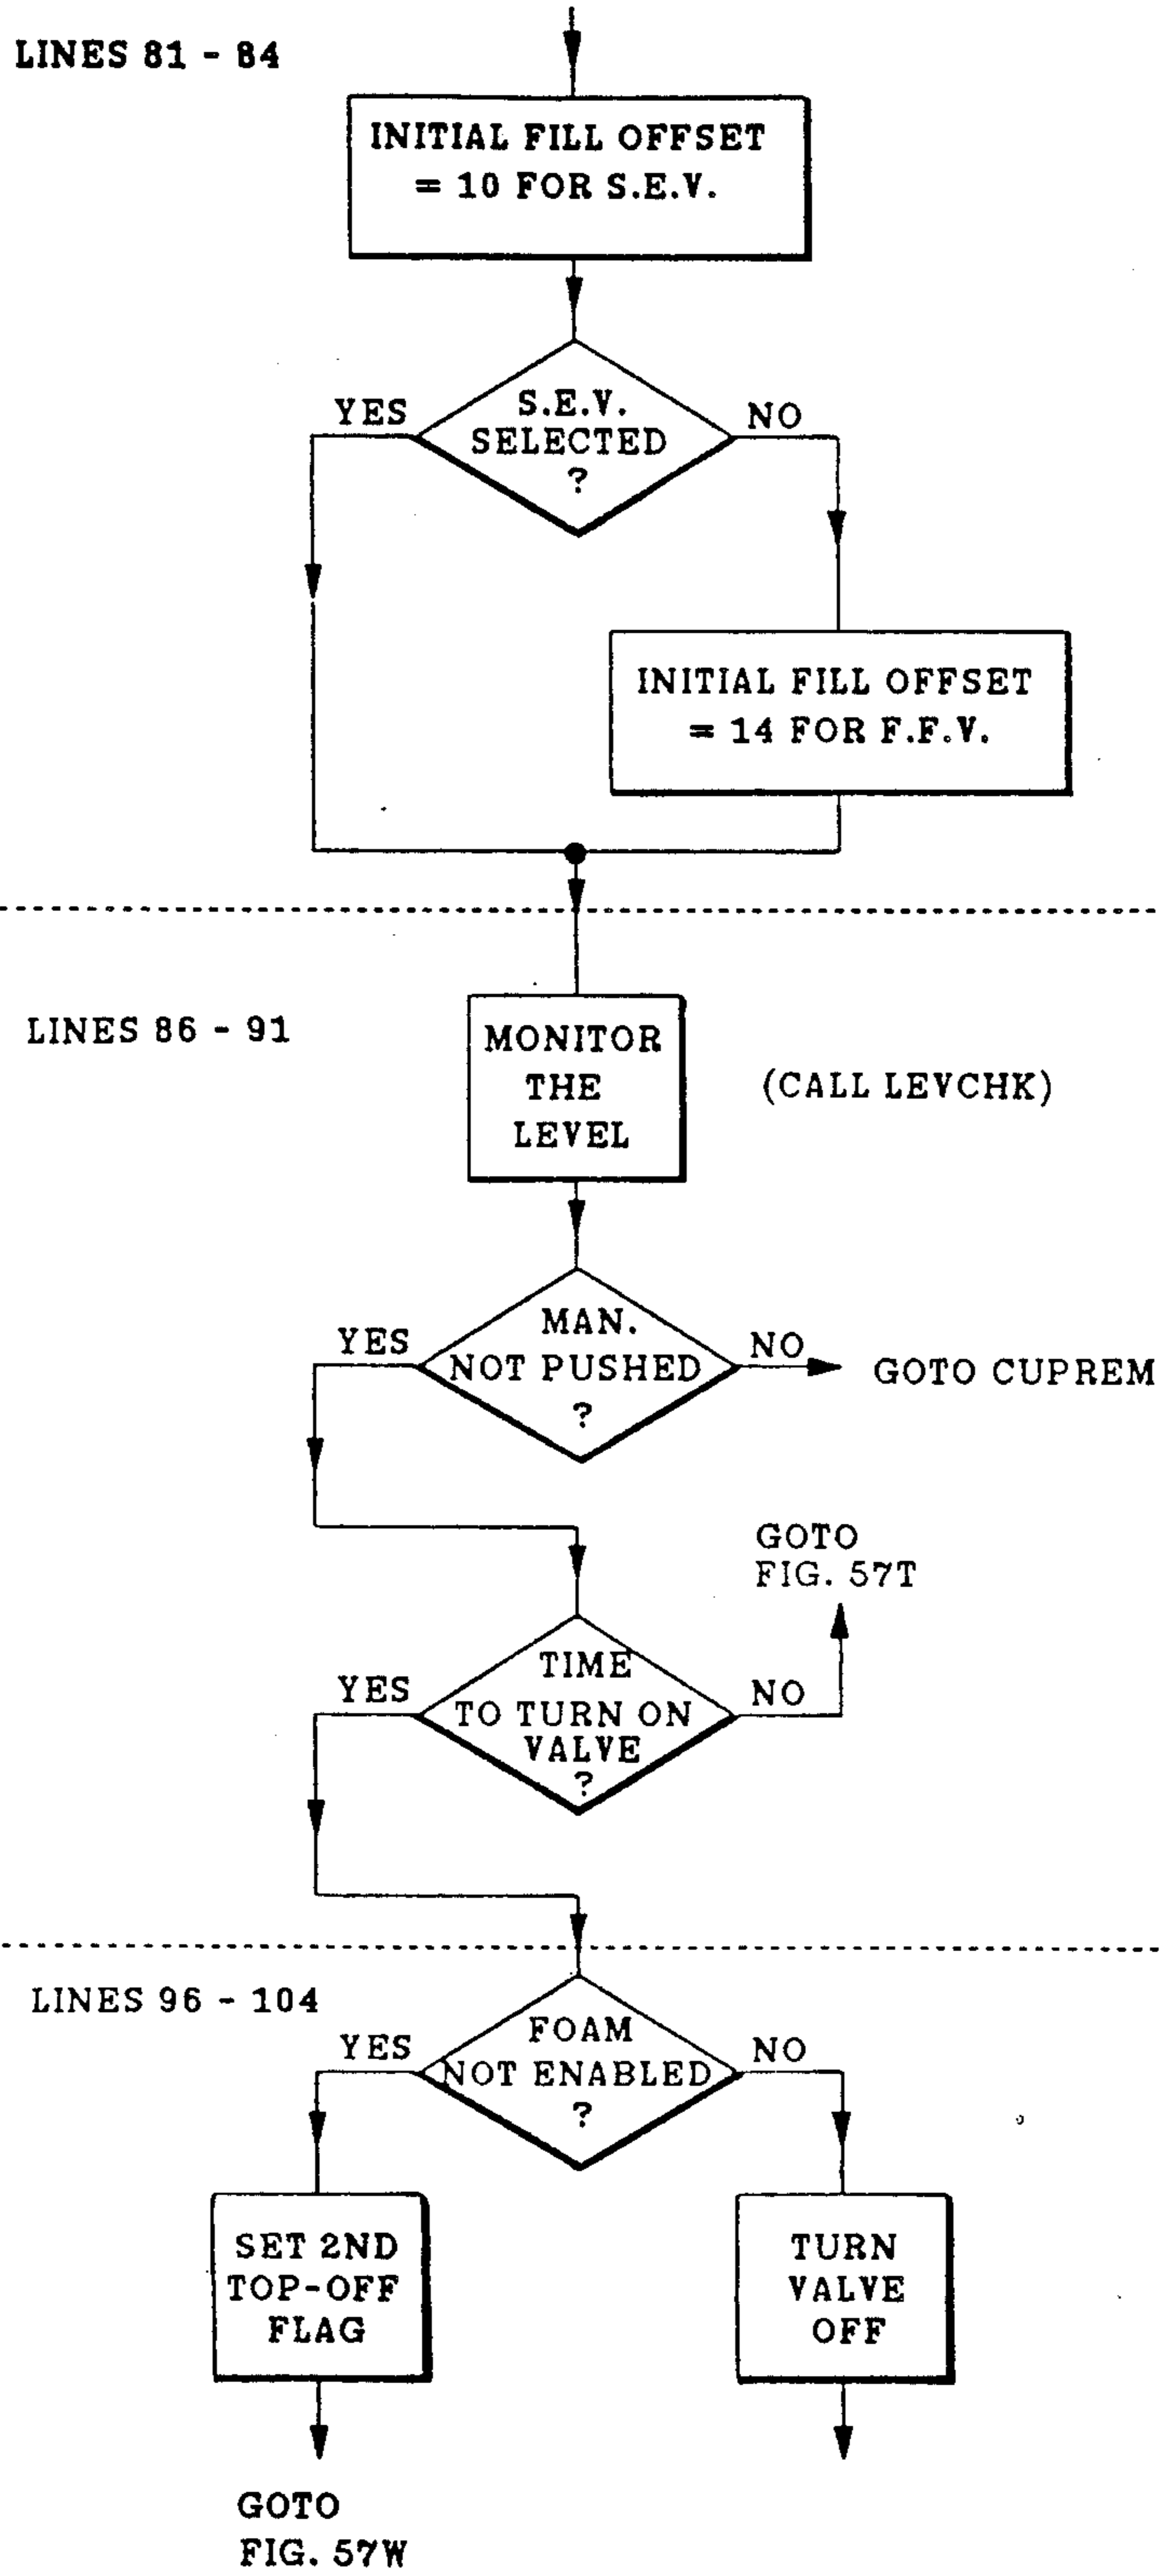 LINES 81 - 84
INITIAL FILL OFFSET
= 10 FOR S.E.V.
YES
S.E.V.
SELECTED
?
NO
INITIAL FILL OFFSET
= 14 FOR F.F.V.
LINES 86 - 91
MONITOR
THE
LEVEL
(CALL LEVCHK)
YES
MAN.
NOT PUSHED
?
NO
GOTO CUPREM
GOTO
FIG. 57T
YES
TIME
TO TURN ON
VALVE
?
NO
LINES 96 - 104
YES
FOAM
NOT ENABLED
?
NO
SET 2ND
TOP-OFF
FLAG
TURN
VALVE
OFF
GOTO
FIG. 57W